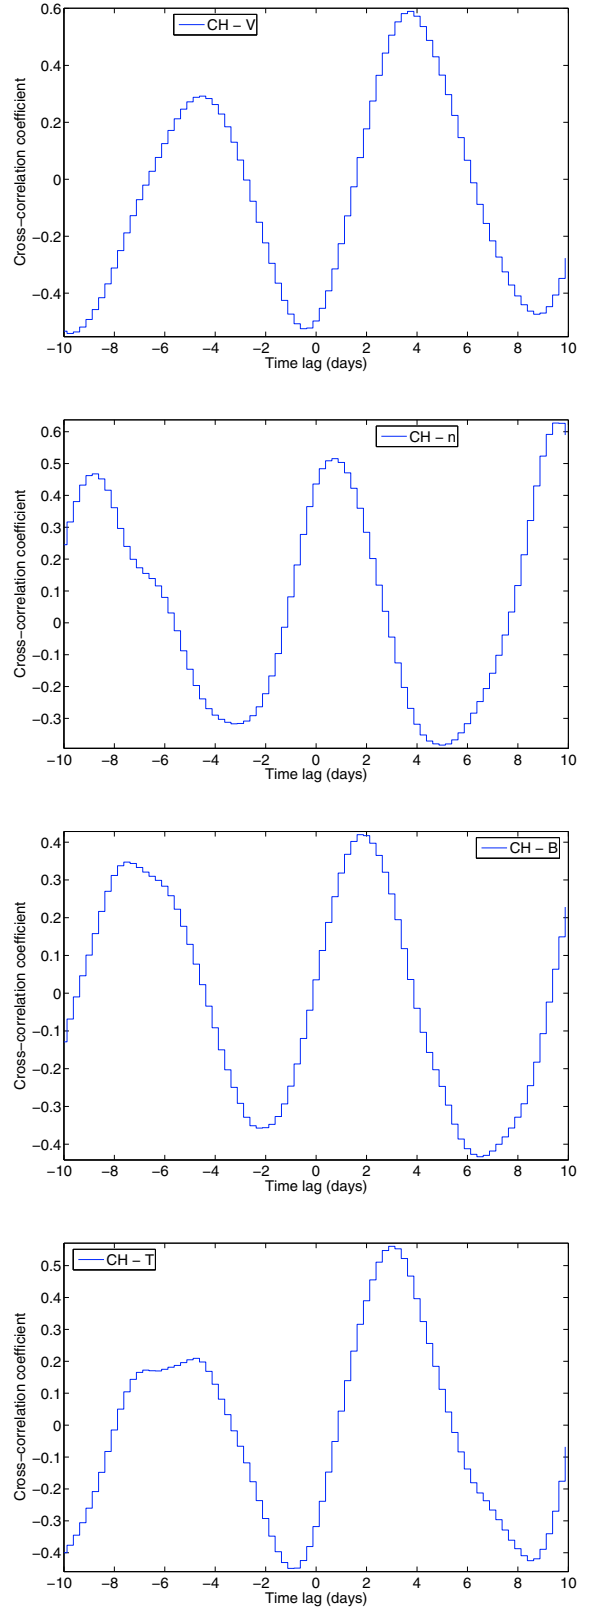 CH − V
Cross−correlation coefficient
0.6
0.4
0.2
0
−0.2
−0.4
−10 −8 −6 −4 −2 0 2 4 6 8 10
Time lag (days)
CH − n
Cross−correlation coefficient
0.6
0.5
0.4
0.3
0.2
0.1
0
−0.1
−0.2
−0.3
−10 −8 −6 −4 −2 0 2 4 6 8 10
Time lag (days)
CH − B
Cross−correlation coefficient
0.4
0.3
0.2
0.1
0
−0.1
−0.2
−0.3
−0.4
−10 −8 −6 −4 −2 0 2 4 6 8 10
Time lag (days)
CH − T
Cross−correlation coefficient
0.5
0.4
0.3
0.2
0.1
0
−0.1
−0.2
−0.3
−0.4
−10 −8 −6 −4 −2 0 2 4 6 8 10
Time lag (days)